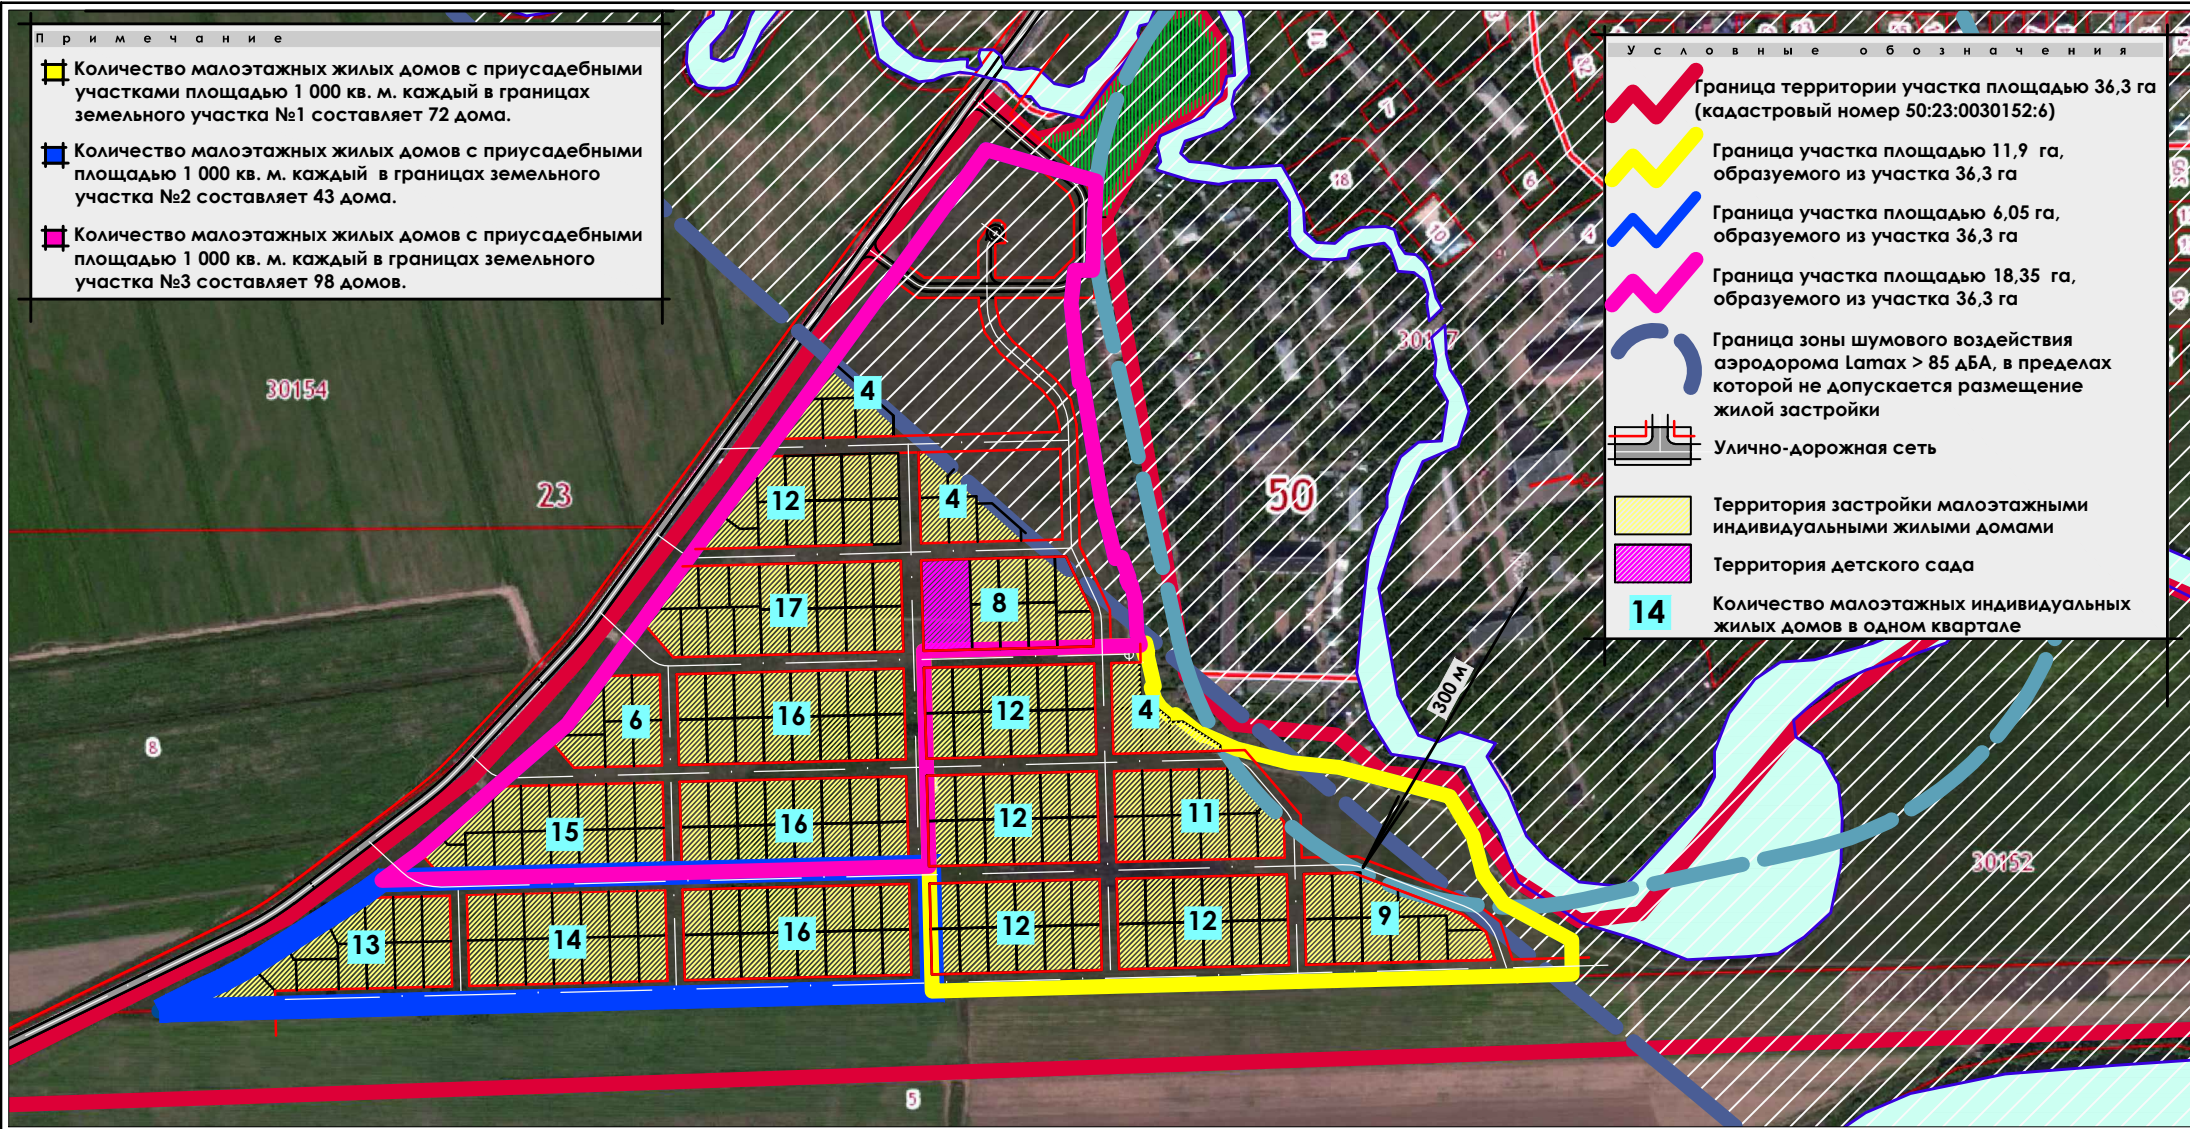 Примечание
Количество малоэтажных жилых домов с приусадебными
участками площадью 1 000 кв. м. каждый в границах
земельного участка №1 составляет 72 дома.
Количество малоэтажных жилых домов с приусадебными
площадью 1 000 кв. м. каждый в границах земельного
участка №2 составляет 43 дома.
Количество малоэтажных жилых домов с приусадебными
площадью 1 000 кв. м. каждый в границах земельного
участка №3 составляет 98 домов.
Условные обозначения
Граница территории участка площадью 36,3 га
(кадастровый номер 50:23:0030152:6)
Граница участка площадью 11,9 га,
образуемого из участка 36,3 га
Граница участка площадью 6,05 га,
образуемого из участка 36,3 га
Граница участка площадью 18,35 га,
образуемого из участка 36,3 га
Граница зоны шумового воздействия
аэродорома Lamax > 85 дБА, в пределах
которой не допускается размещение
жилой застройки
Улично-дорожная сеть
Территория застройки малоэтажными
индивидуальными жилыми домами
Территория детского сада
14
Количество малоэтажных индивидуальных
жилых домов в одном квартале
11
7
18
6
10
4
30154
4
23
12
4
50
17
8
6
16
12
4
300 м
8
15
16
12
11
30152
13
14
16
12
12
9
5